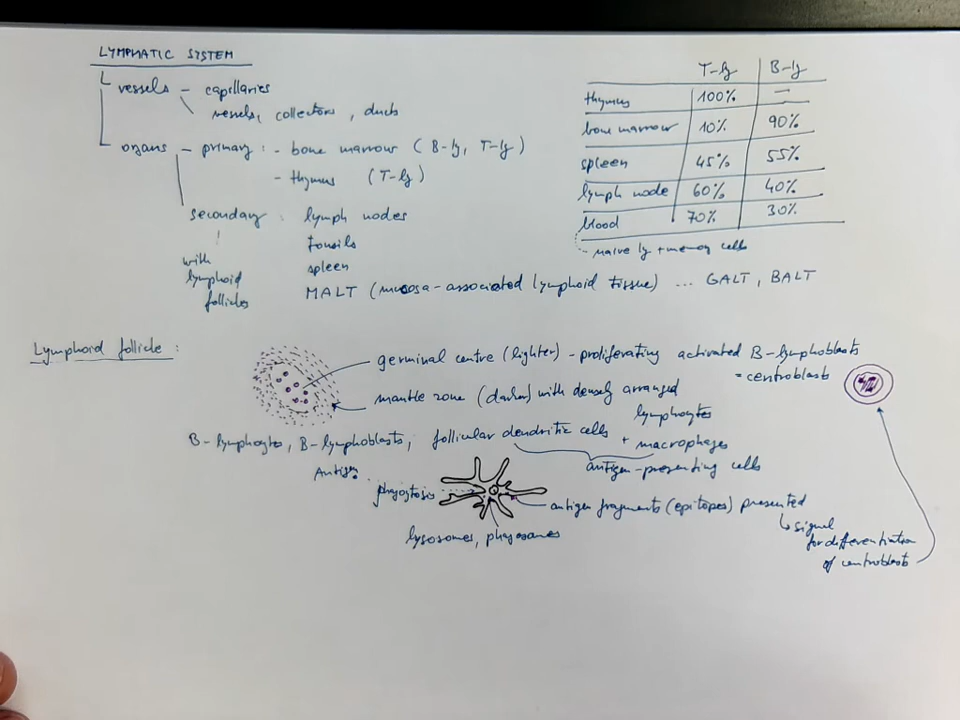 LYMPHATIC SYSTEM
vessels - capillaries
vessels, collectors, ducts
organs - primary : - bone marrow (B-ly, T-ly)
- thymus (T-ly)
secondary : lymph nodes
with lymphoid follicles
tonsils
spleen
MALT (mucosa-associated lymphoid tissue) ... GALT, BALT
T-ly B-ly
thymus 100% -
bone marrow 10% 90%
spleen 45% 55%
lymph node 60% 40%
blood 70% 30%
naive ly + memory cells
Lymphoid follicle :
germinal centre (lighter) - proliferating activated B-lymphoblasts
= centroblasts
mantle zone (darker) with densely arranged
lymphocytes
B-lymphocytes, B-lymphoblasts, follicular dendritic cells + macrophages
antigen-presenting cells
Antigen
phagocytosis
antigen fragments (epitopes) presented
lysosomes, phagosomes
signal
for differentiation
of centroblasts